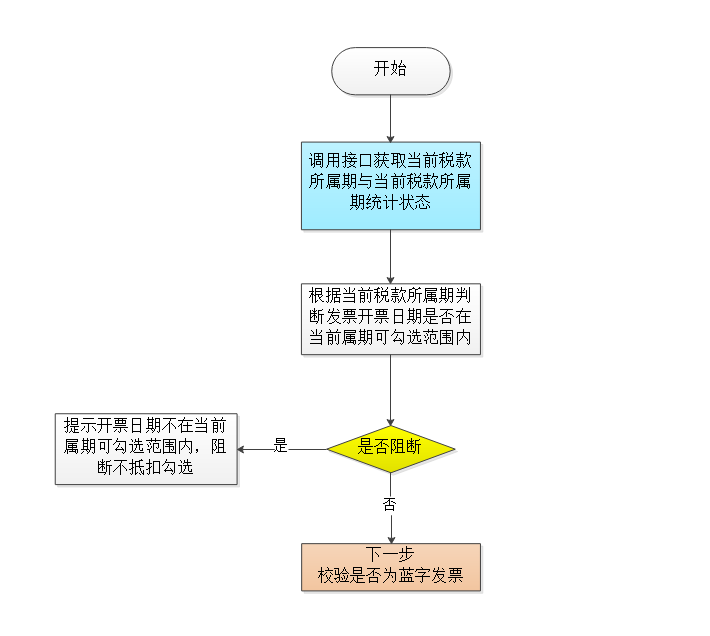 开始
调用接口获取当前税款
所属期与当前税款所属
期统计状态
根据当前税款所属期判
断发票开票日期是否在
当前属期可勾选范围内
提示开票日期不在当前
属期可勾选范围内，阻
断不抵扣勾选
是
是否阻断
否
下一步
校验是否为蓝字发票